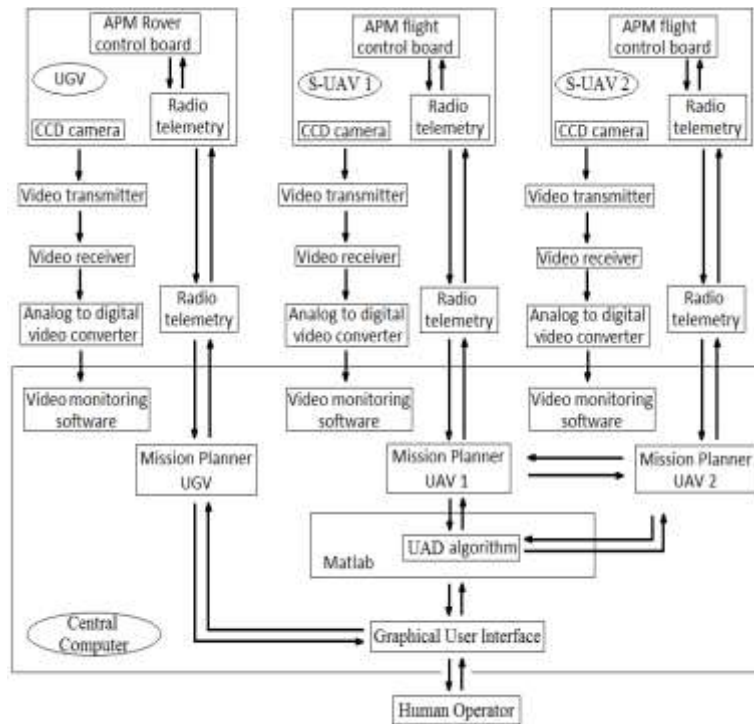 APM Rover
control board
UGV
Radio
telemetry
CCD camera
Video transmitter
Video receiver
Analog to digital
video converter
Radio
telemetry
Video monitoring
software
Mission Planner
UGV
APM flight
control board
S-UAV 1
Radio
telemetry
CCD camera
Video transmitter
Video receiver
Analog to digital
video converter
Radio
telemetry
Video monitoring
software
Mission Planner
UAV 1
APM flight
control board
S-UAV 2
Radio
telemetry
CCD camera
Video transmitter
Video receiver
Analog to digital
video converter
Radio
telemetry
Video monitoring
software
Mission Planner
UAV 2
UAD algorithm
Matlab
Central
Computer
Graphical User Interface
Human Operator